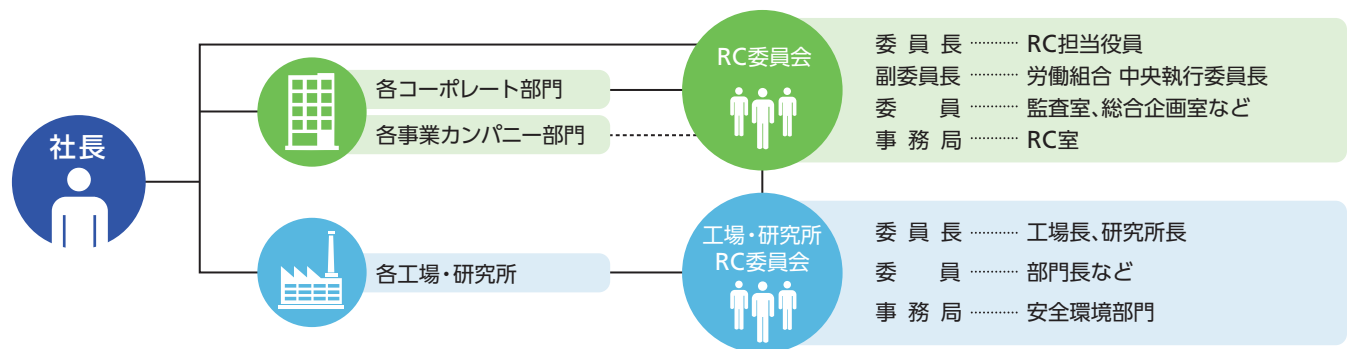 社長
各コーポレート部門
各事業カンパニー部門
各工場・研究所
RC委員会
委員長 ………… RC担当役員
副委員長 ………… 労働組合 中央執行委員長
委員 ………… 監査室、総合企画室など
事務局 ………… RC室
工場・研究所
RC委員会
委員長 ………… 工場長、研究所長
委員 ………… 部門長など
事務局 ………… 安全環境部門